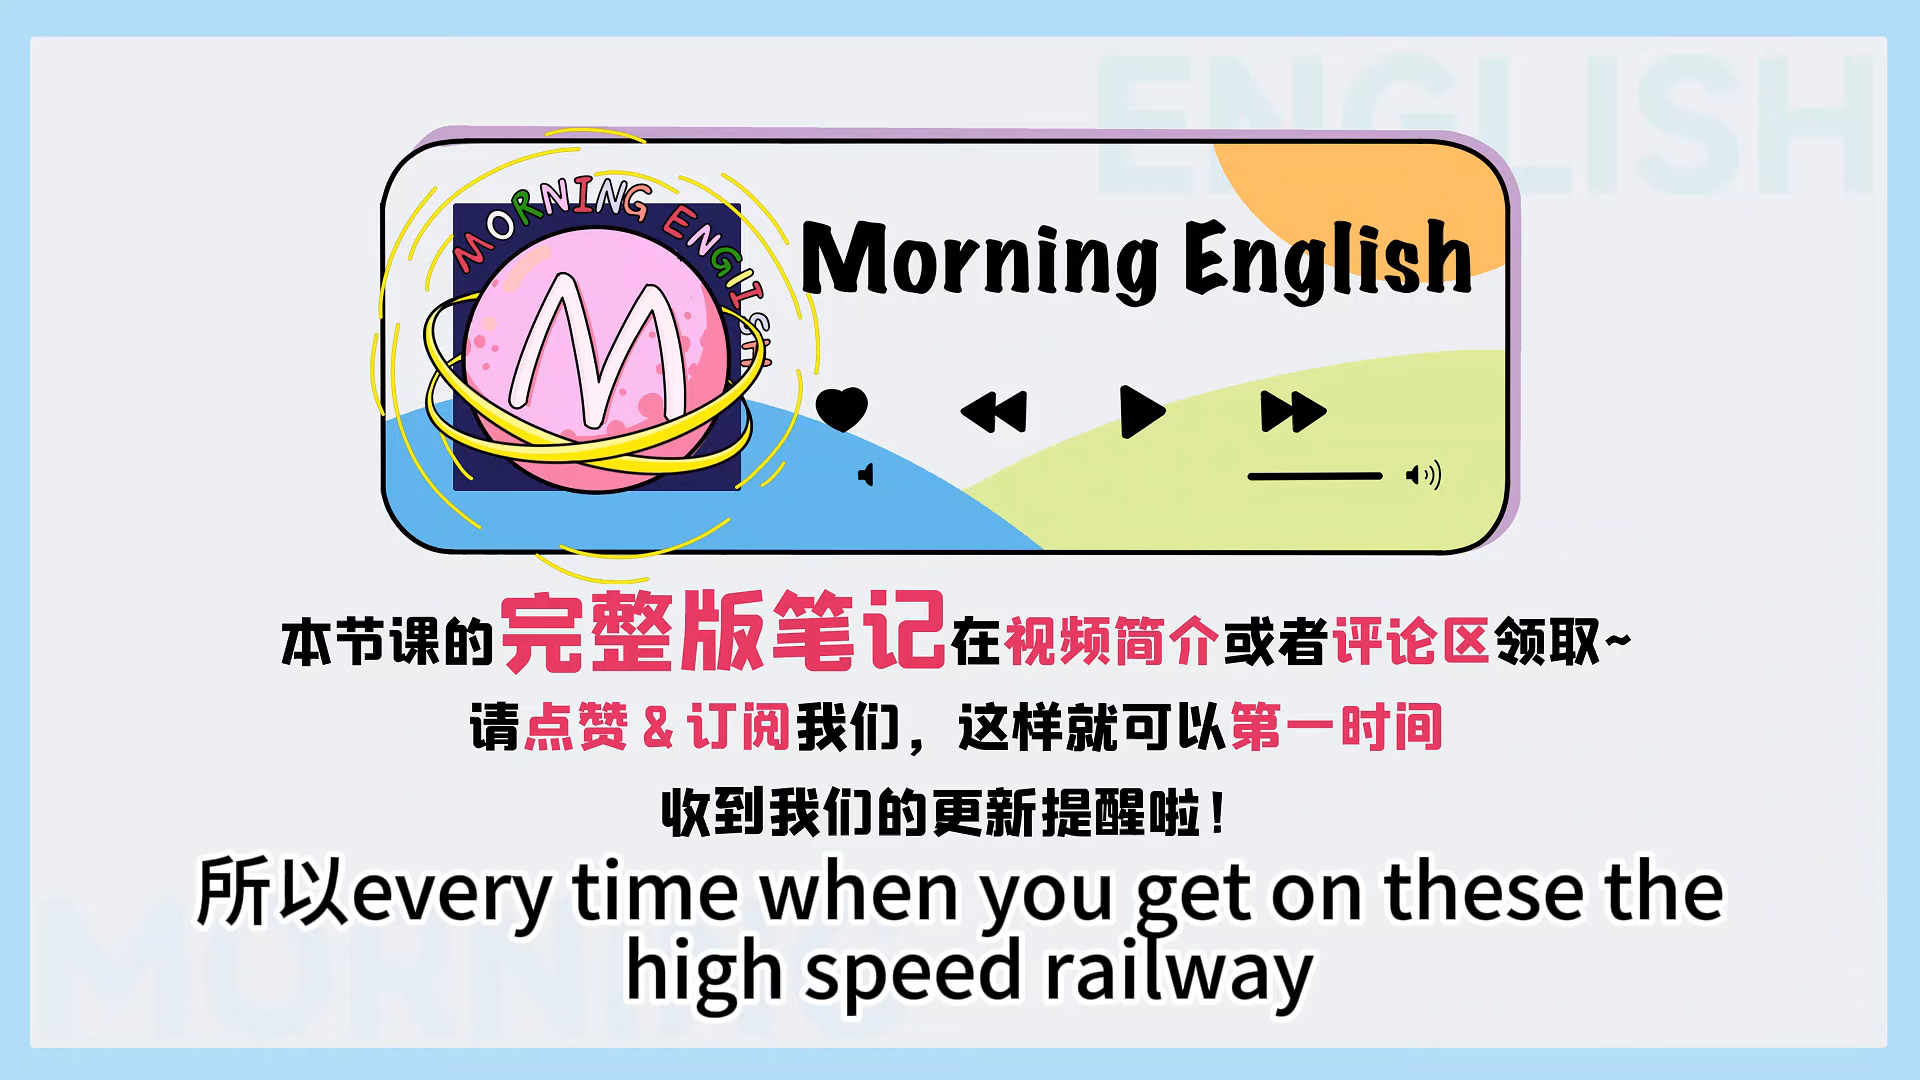 ENGLISH
MORNING ENGLISH
M
Morning English
本节课的完整版笔记在视频简介或者评论区领取~
请点赞&订阅我们，这样就可以第一时间
收到我们的更新提醒啦！
所以every time when you get on these the
high speed railway
MORNING